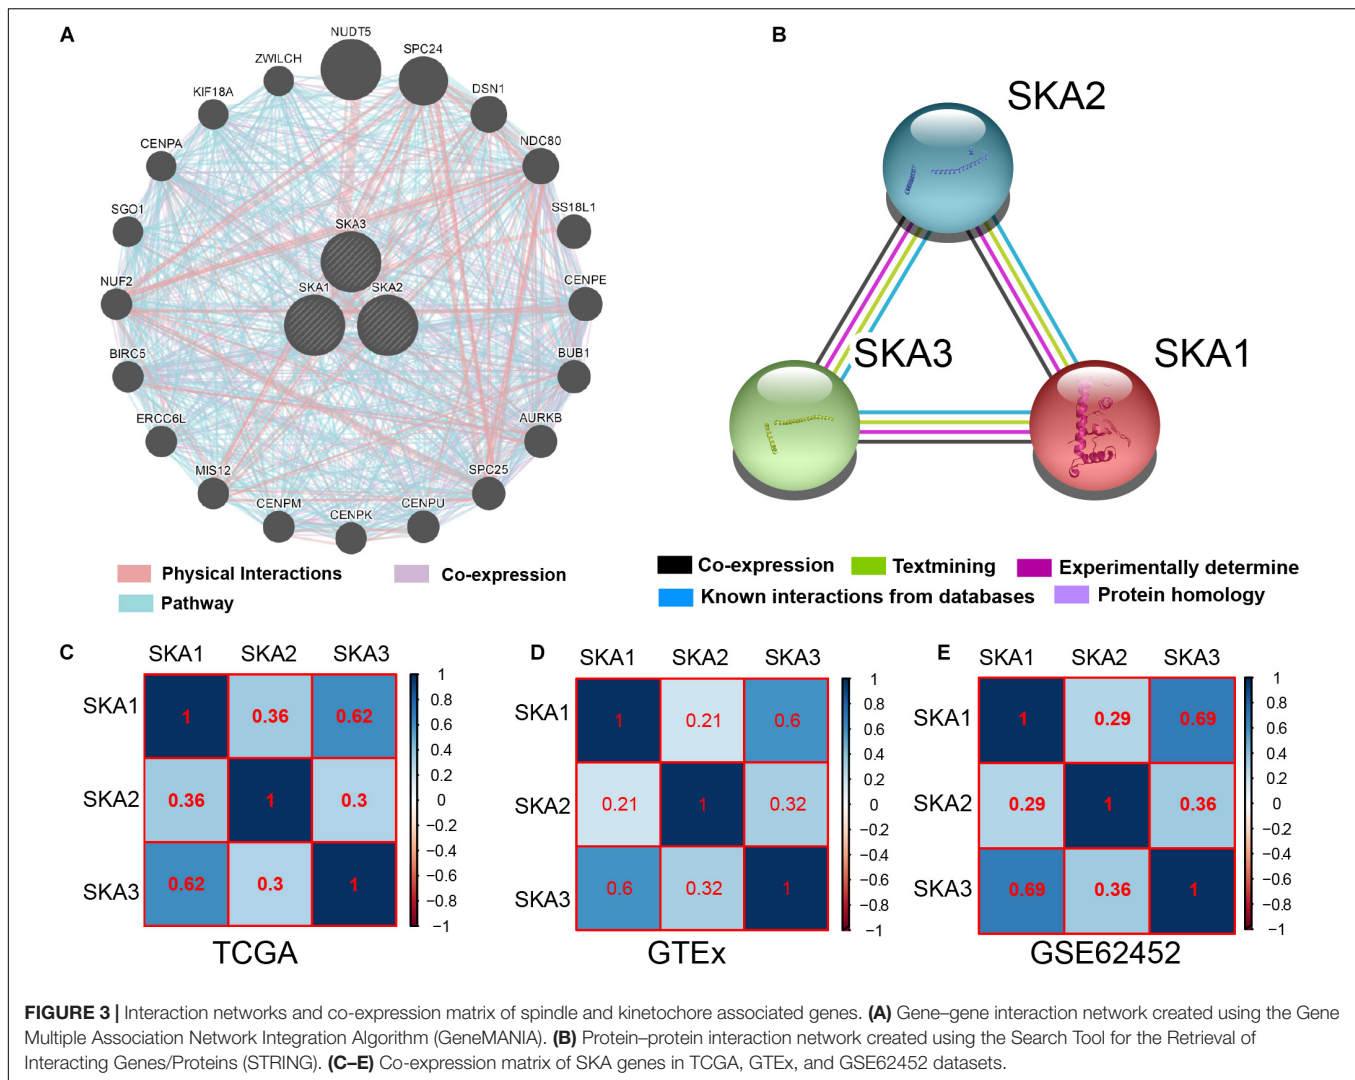 A
NUDT5
SPC24
ZWILCH
DSN1
KIF18A
NDC80
CENPA
SGO1
SS18L1
SKA3
NUF2
SKA1
SKA2
CENPE
BIRC5
BUB1
ERCC6L
AURKB
MIS12
SPC25
CENPM
CENPK
CENPU
Physical Interactions
Co-expression
Pathway
B
SKA2
SKA3
SKA1
Co-expression
Textmining
Experimentally determine
Known interactions from databases
Protein homology
C
SKA1 SKA2 SKA3
SKA1 1 0.36 0.62
SKA2 0.36 1 0.3
SKA3 0.62 0.3 1
1
0.8
0.6
0.4
0.2
0
−0.2
−0.4
−0.6
−0.8
−1
TCGA
D
SKA1 SKA2 SKA3
SKA1 1 0.21 0.6
SKA2 0.21 1 0.32
SKA3 0.6 0.32 1
1
0.8
0.6
0.4
0.2
0
−0.2
−0.4
−0.6
−0.8
−1
GTEx
E
SKA1 SKA2 SKA3
SKA1 1 0.29 0.69
SKA2 0.29 1 0.36
SKA3 0.69 0.36 1
1
0.8
0.6
0.4
0.2
0
−0.2
−0.4
−0.6
−0.8
−1
GSE62452
FIGURE 3 | Interaction networks and co-expression matrix of spindle and kinetochore associated genes. (A) Gene–gene interaction network created using the Gene
Multiple Association Network Integration Algorithm (GeneMANIA). (B) Protein–protein interaction network created using the Search Tool for the Retrieval of
Interacting Genes/Proteins (STRING). (C–E) Co-expression matrix of SKA genes in TCGA, GTEx, and GSE62452 datasets.